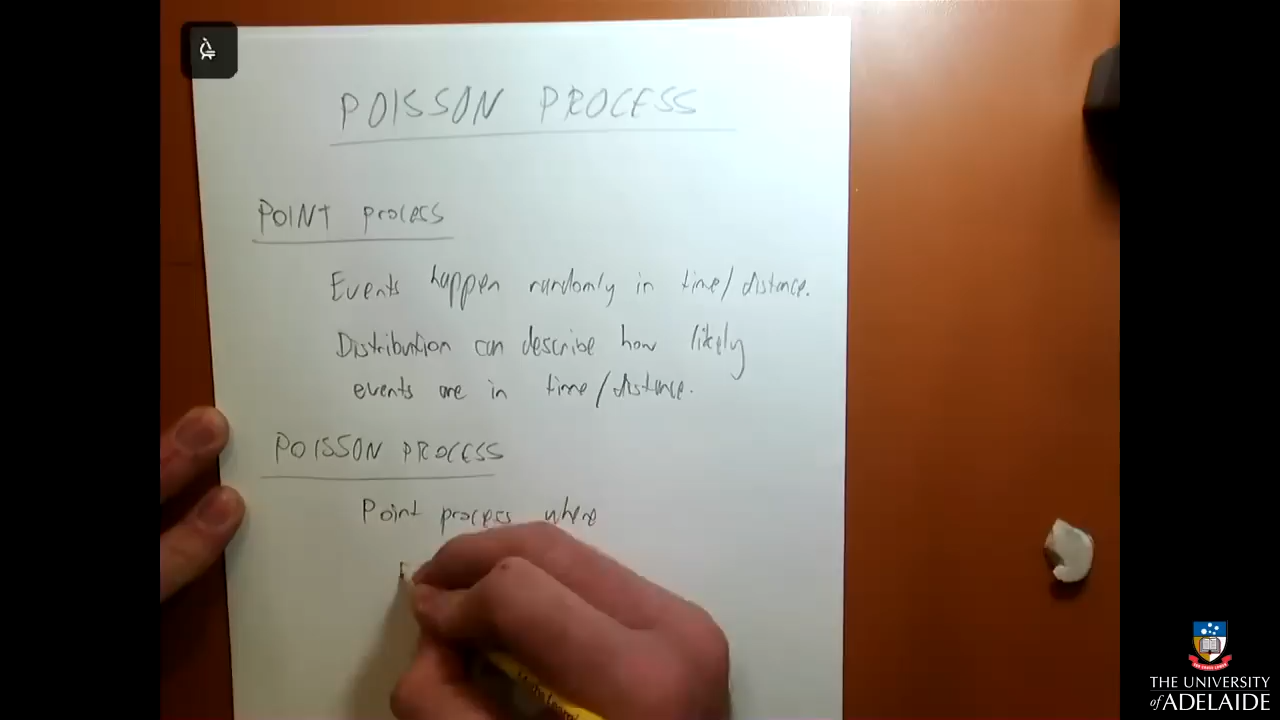 POISSON PROCESS
POINT process
Events happen randomly in time/distance.
Distribution can describe how likely
events are in time/distance.
POISSON PROCESS
Point process where
THE UNIVERSITY
of ADELAIDE